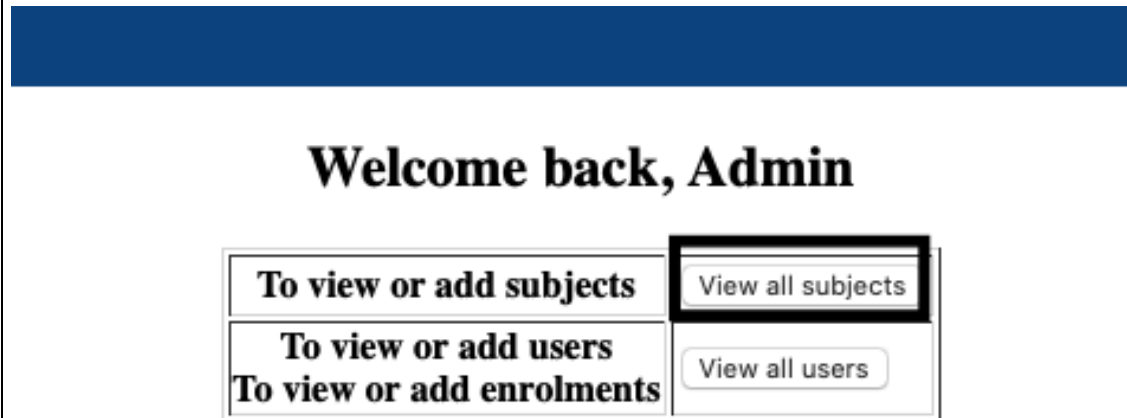 Welcome back, Admin
To view or add subjects
View all subjects
To view or add users
To view or add enrolments
View all users